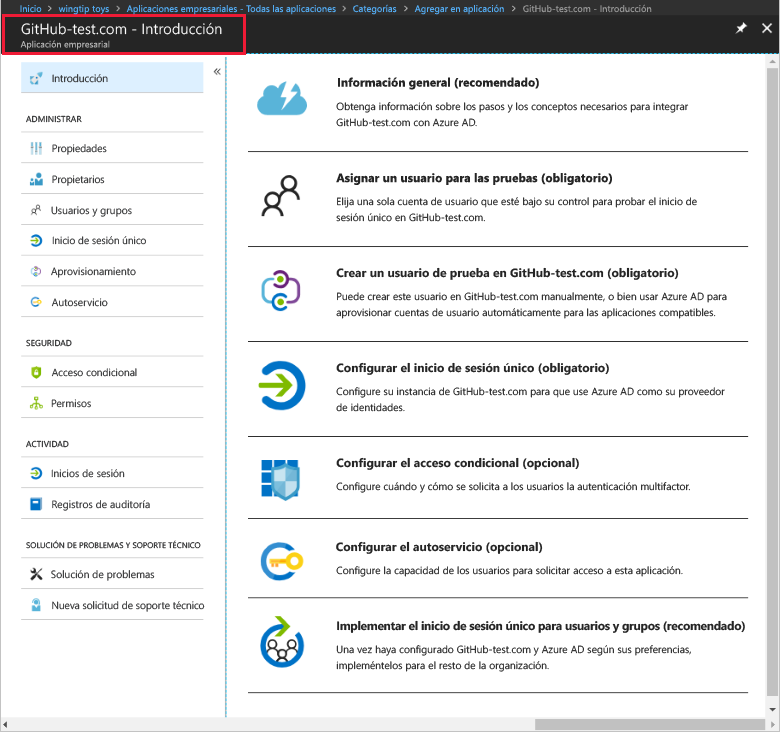 Inicio > wingtip toys > Aplicaciones empresariales - Todas las aplicaciones > Categorías > Agregar en aplicación > GitHub-test.com - Introducción
GitHub-test.com - Introducción
Aplicación empresarial
Introducción
ADMINISTRAR
Propiedades
Propietarios
Usuarios y grupos
Inicio de sesión único
Aprovisionamiento
Autoservicio
SEGURIDAD
Acceso condicional
Permisos
ACTIVIDAD
Inicios de sesión
Registros de auditoría
SOLUCIÓN DE PROBLEMAS Y SOPORTE TÉCNICO
Solución de problemas
Nueva solicitud de soporte técnico
Información general (recomendado)
Obtenga información sobre los pasos y los conceptos necesarios para integrar
GitHub-test.com con Azure AD.
Asignar un usuario para las pruebas (obligatorio)
Elija una sola cuenta de usuario que esté bajo su control para probar el inicio de
sesión único en GitHub-test.com.
Crear un usuario de prueba en GitHub-test.com (obligatorio)
Puede crear este usuario en GitHub-test.com manualmente, o bien usar Azure AD para
aprovisionar cuentas de usuario automáticamente para las aplicaciones compatibles.
Configurar el inicio de sesión único (obligatorio)
Configure su instancia de GitHub-test.com para que use Azure AD como su proveedor
de identidades.
Configurar el acceso condicional (opcional)
Configure cuándo y cómo se solicita a los usuarios la autenticación multifactor.
Configurar el autoservicio (opcional)
Configure la capacidad de los usuarios para solicitar acceso a esta aplicación.
Implementar el inicio de sesión único para usuarios y grupos (recomendado)
Una vez haya configurado GitHub-test.com y Azure AD según sus preferencias,
impleméntelos para el resto de la organización.